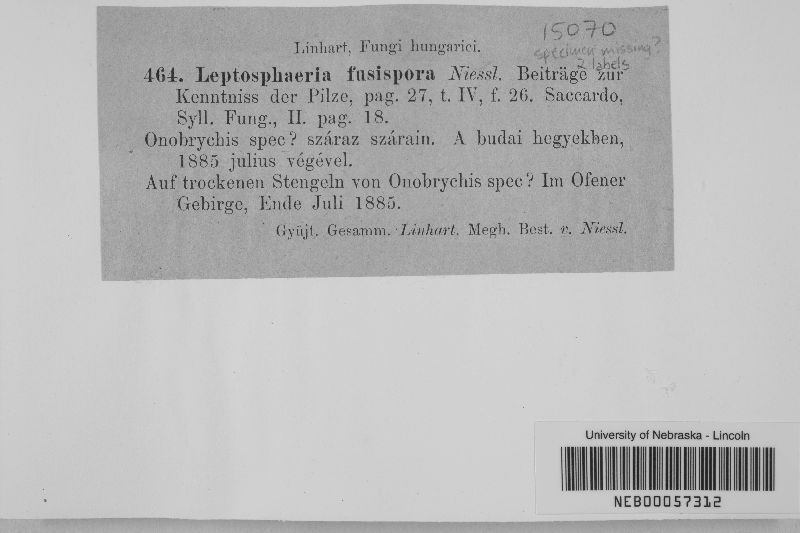 15070
specimen missing?
2 labels
Linhart, Fungi hungarici.
464. Leptosphaeria fusispora Niessl. Beiträge zur
Kenntniss der Pilze, pag. 27, t. IV, f. 26. Saccardo,
Syll. Fung., II. pag. 18.
Onobrychis spec? száraz szárain. A budai hegyekben,
1885 julius végével.
Auf trockenen Stengeln von Onobrychis spec? Im Ofener
Gebirge, Ende Juli 1885.
Gyűjt. Gesamm. Linhart. Megh. Best. v. Niessl.
University of Nebraska - Lincoln
NEB00057312